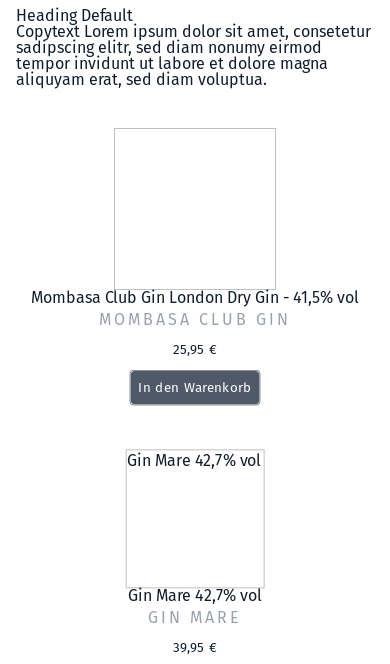 Heading Default
Copytext Lorem ipsum dolor sit amet, consetetur
sadipscing elitr, sed diam nonumy eirmod
tempor invidunt ut labore et dolore magna
aliquyam erat, sed diam voluptua.
Mombasa Club Gin London Dry Gin - 41,5% vol
MOMBASA CLUB GIN
25,95 €
In den Warenkorb
Gin Mare 42,7% vol
Gin Mare 42,7% vol
GIN MARE
39,95 €